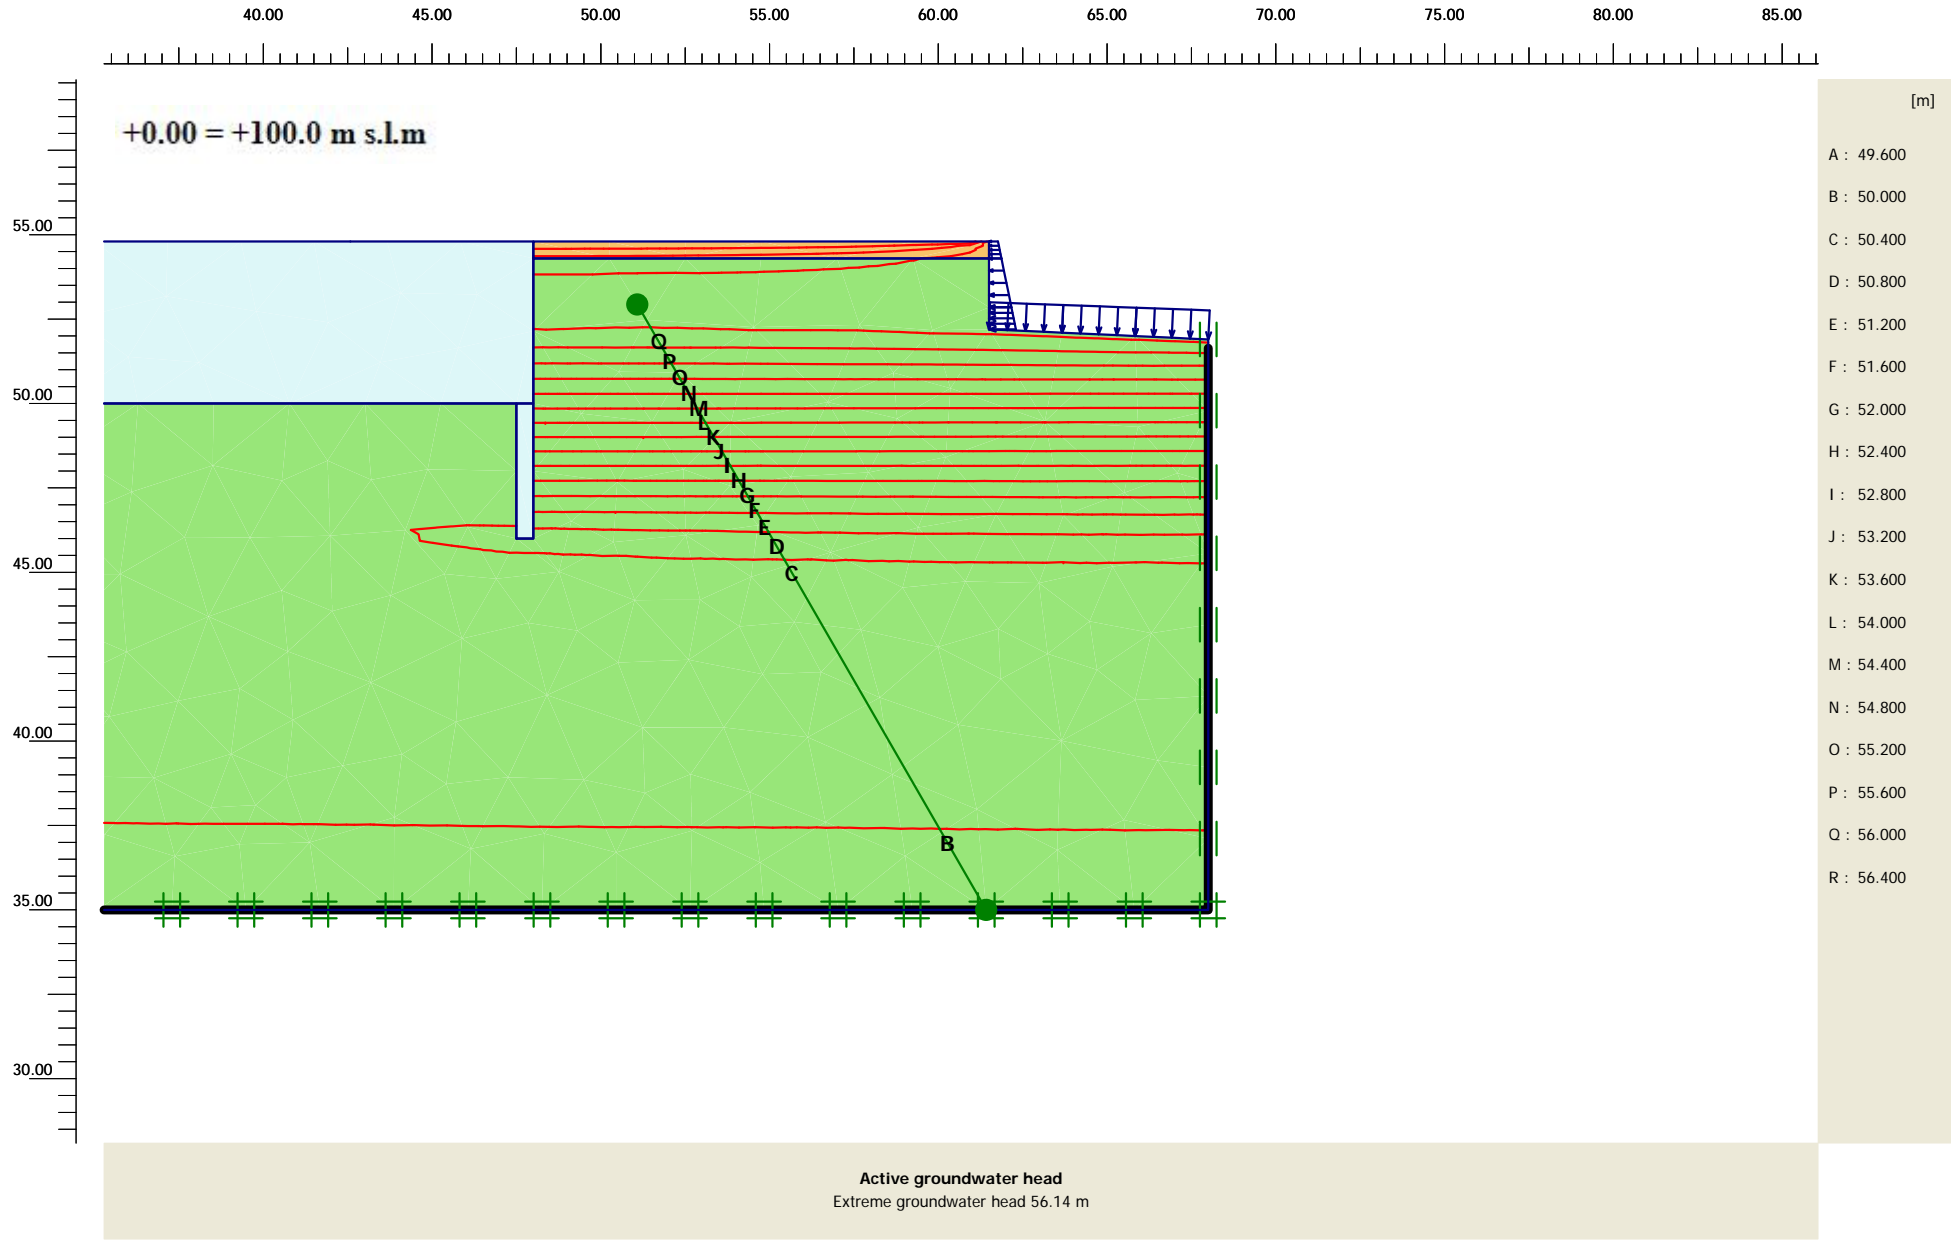 40.00 45.00 50.00 55.00 60.00 65.00 70.00 75.00 80.00 85.00
[m]
+0.00 = +100.0 m s.l.m
55.00
50.00
45.00
40.00
35.00
30.00
Q
P
O
N
M
L
K
J
I
H
G
F
E
D
C
B
A : 49.600
B : 50.000
C : 50.400
D : 50.800
E : 51.200
F : 51.600
G : 52.000
H : 52.400
I : 52.800
J : 53.200
K : 53.600
L : 54.000
M : 54.400
N : 54.800
O : 55.200
P : 55.600
Q : 56.000
R : 56.400
Active groundwater head
Extreme groundwater head 56.14 m